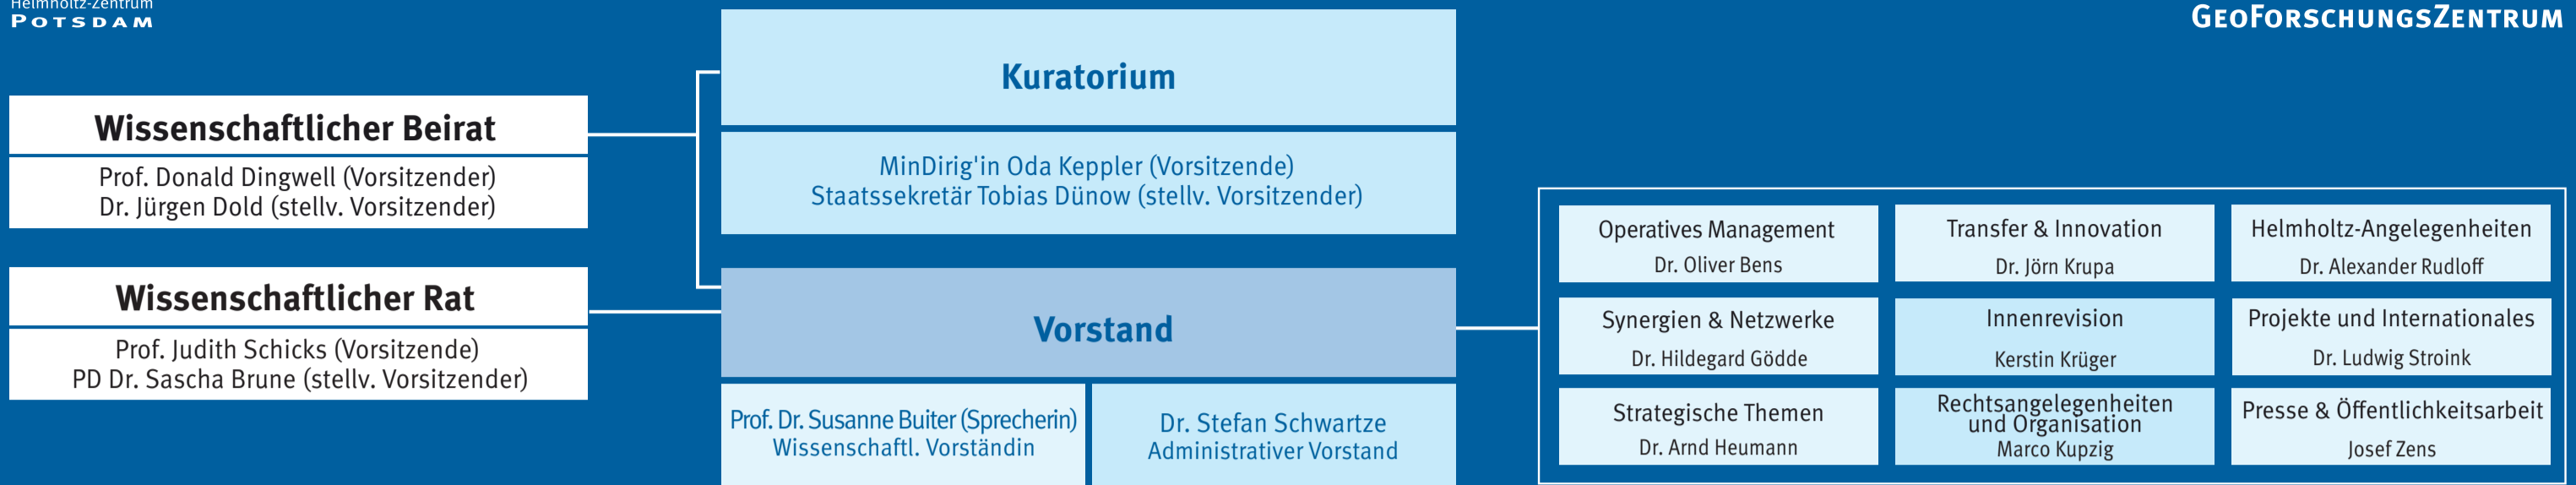 Helmholtz-Zentrum
POTSDAM
GEOFORSCHUNGSZENTRUM
Wissenschaftlicher Beirat
Prof. Donald Dingwell (Vorsitzender)
Dr. Jürgen Dold (stellv. Vorsitzender)
Wissenschaftlicher Rat
Prof. Judith Schicks (Vorsitzende)
PD Dr. Sascha Brune (stellv. Vorsitzender)
Kuratorium
MinDirig'in Oda Keppler (Vorsitzende)
Staatssekretär Tobias Dünow (stellv. Vorsitzender)
Vorstand
Prof. Dr. Susanne Buiter (Sprecherin)
Wissenschaftl. Vorständin
Dr. Stefan Schwartze
Administrativer Vorstand
Operatives Management
Dr. Oliver Bens
Transfer & Innovation
Dr. Jörn Krupa
Helmholtz-Angelegenheiten
Dr. Alexander Rudloff
Synergien & Netzwerke
Dr. Hildegard Gödde
Innenrevision
Kerstin Krüger
Projekte und Internationales
Dr. Ludwig Stroink
Strategische Themen
Dr. Arnd Heumann
Rechtsangelegenheiten
und Organisation
Marco Kupzig
Presse & Öffentlichkeitsarbeit
Josef Zens